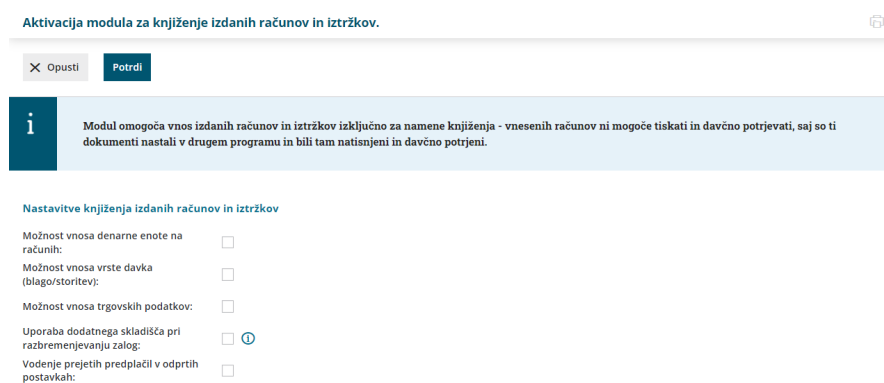 Aktivacija modula za knjiženje izdanih računov in iztržkov.
Opusti
Potrdi
Modul omogoča vnos izdanih računov in iztržkov izključno za namene knjiženja - vnesenih računov ni mogoče tiskati in davčno potrjevati, saj so ti
dokumenti nastali v drugem programu in bili tam natisnjeni in davčno potrjeni.
Nastavitve knjiženja izdanih računov in iztržkov
Možnost vnosa denarne enote na
računih:
Možnost vnosa vrste davka
(blago/storitev):
Možnost vnosa trgovskih podatkov:
Uporaba dodatnega skladišča pri
razbremenjevanju zalog:
Vodenje prejetih predplačil v odprtih
postavkah: